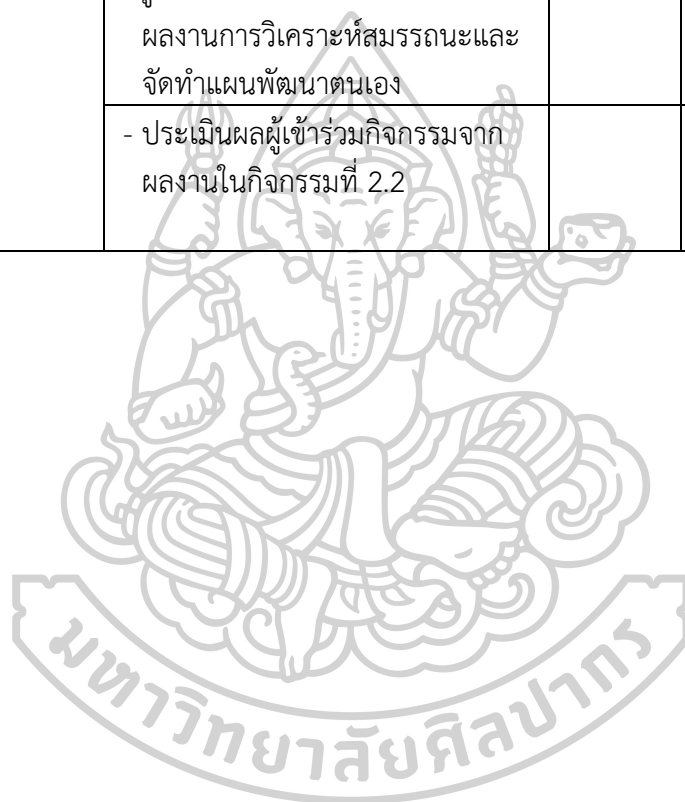 ผลงานการวิเคราะห์สมรรถนะและ
จัดทำแผนพัฒนาตนเอง
- ประเมินผลผู้เข้าร่วมกิจกรรมจาก
ผลงานในกิจกรรมที่ 2.2
มหาวิทยาลัยศิลปากร